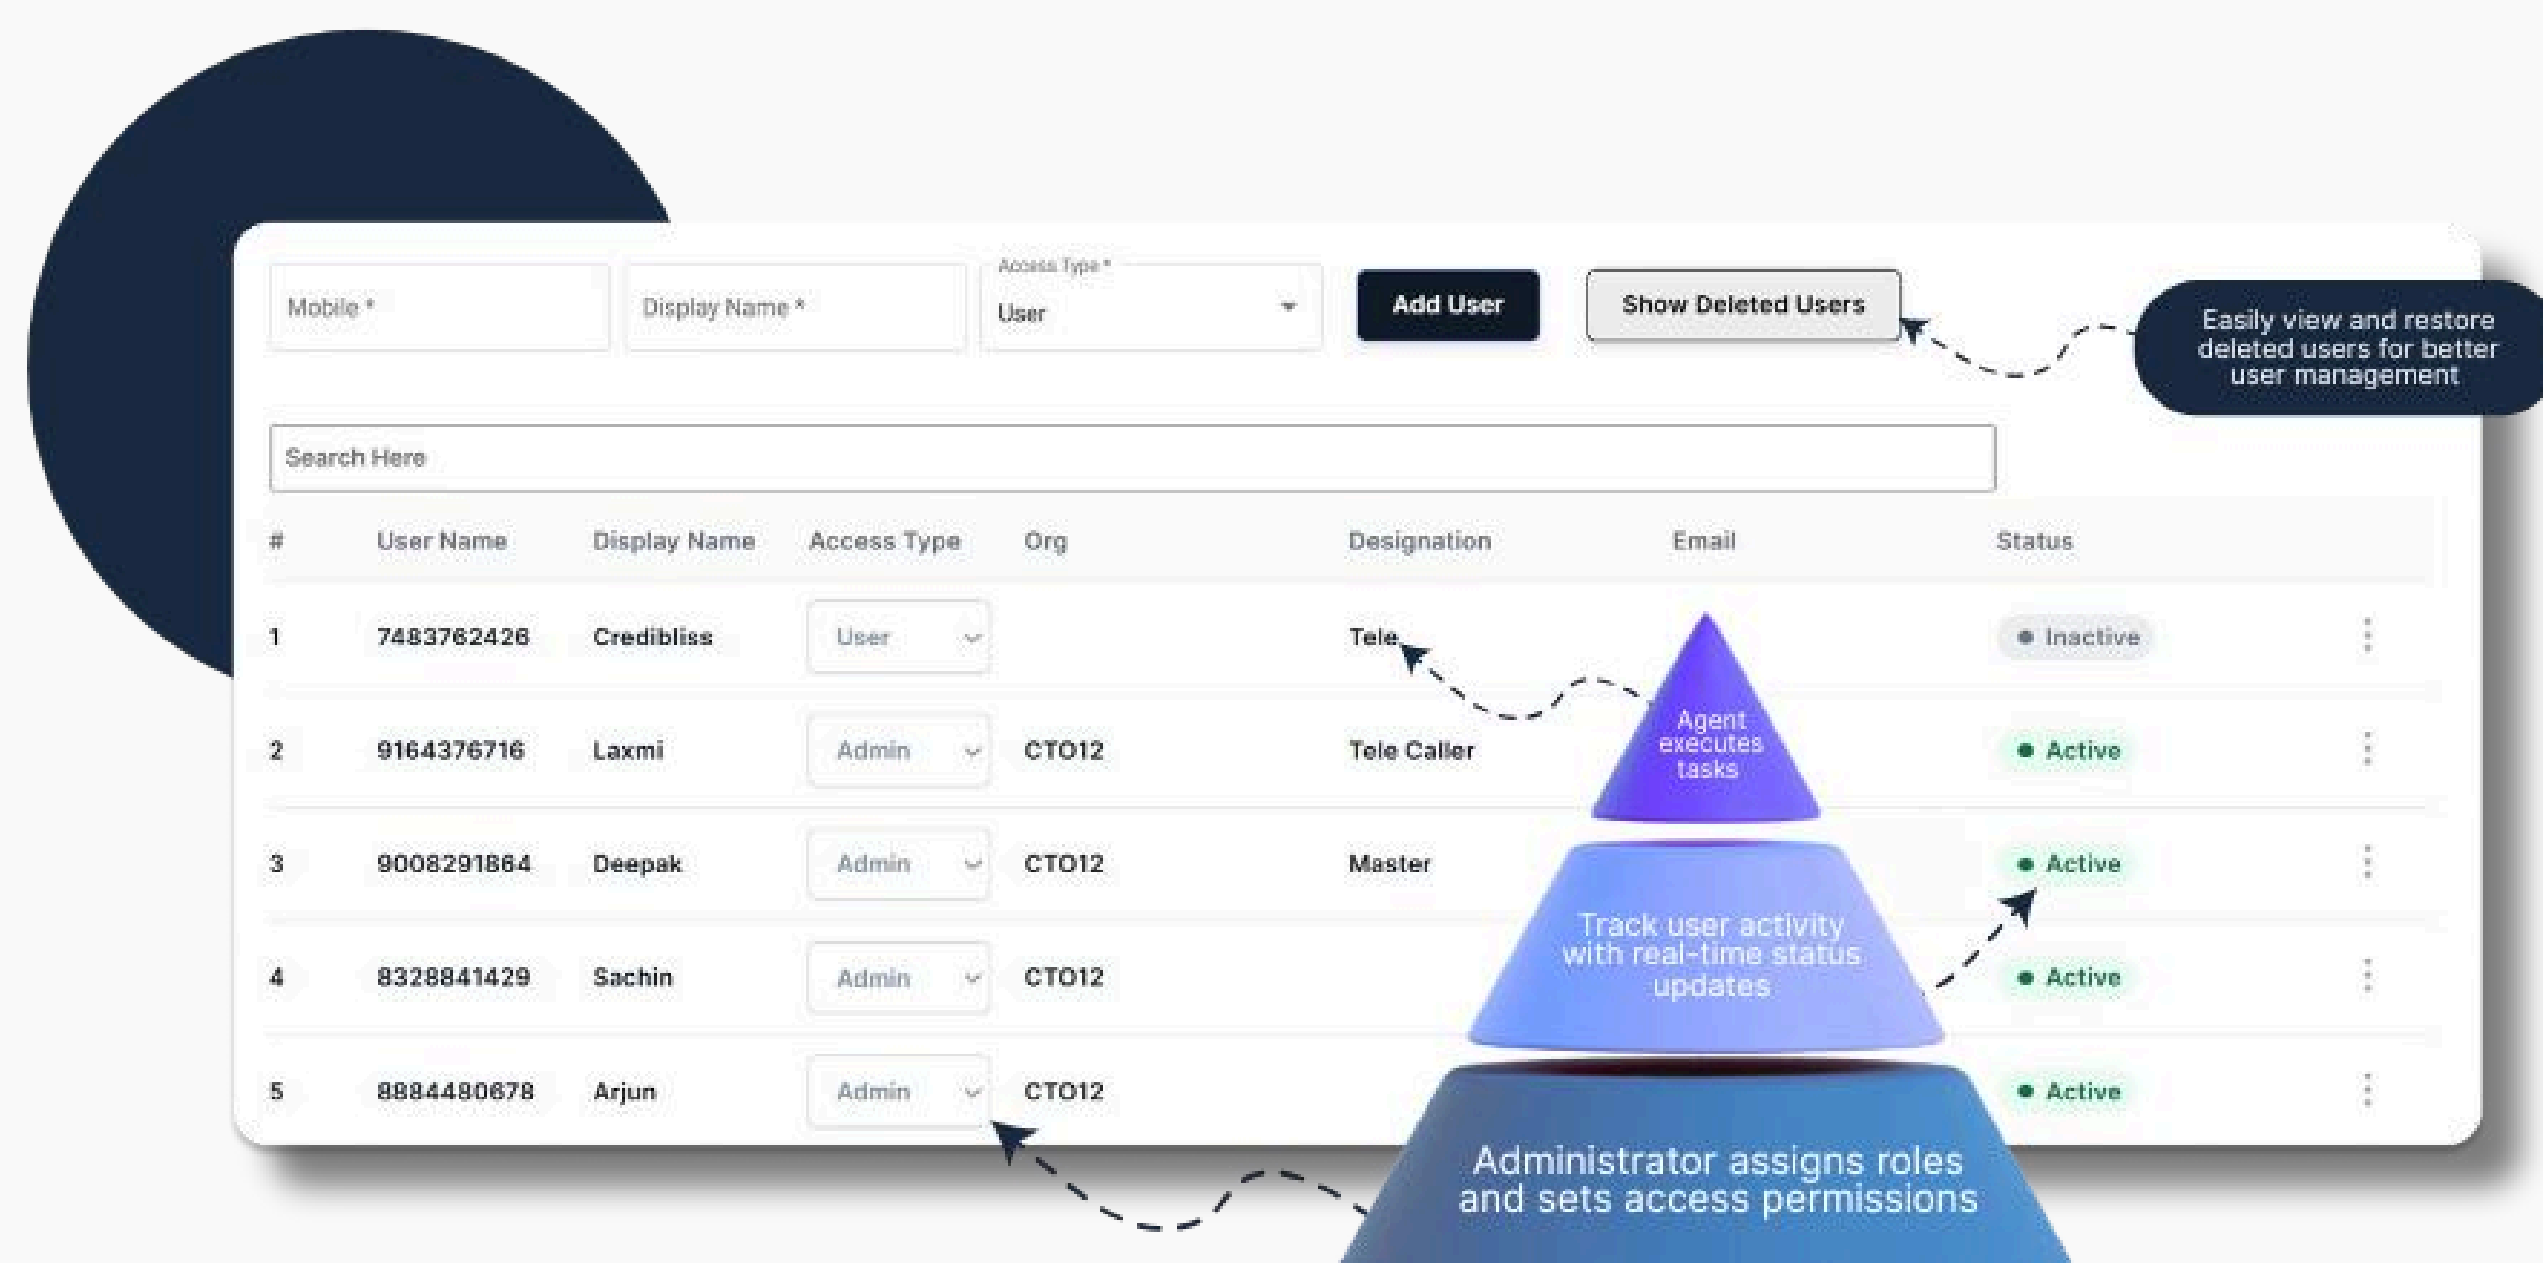 Access Type *
Mobile *
Display Name *
User
Add User
Show Deleted Users
Easily view and restore
deleted users for better
user management
Search Here
# User Name Display Name Access Type Org Designation Email Status
1 7483762426 Credibliss User Tele Inactive
2 9164376716 Laxmi Admin CTO12 Tele Caller Active
3 9008291864 Deepak Admin CTO12 Master Active
4 8328841429 Sachin Admin CTO12 Active
5 8884480678 Arjun Admin CTO12 Active
Agent
executes
tasks
Track user activity
with real-time status
updates
Administrator assigns roles
and sets access permissions